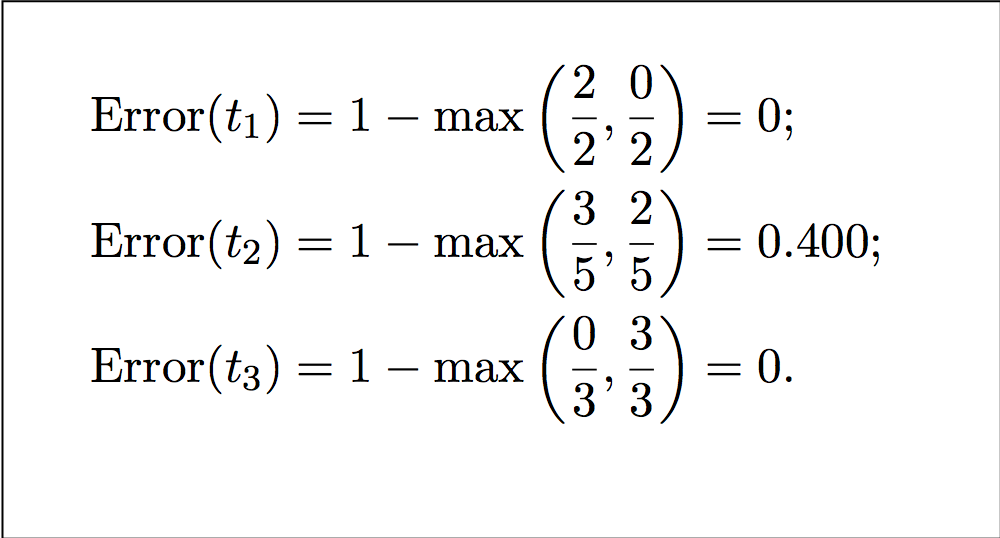 Error(t₁) = 1 − max (2/2, 0/2) = 0;
Error(t₂) = 1 − max (3/5, 2/5) = 0.400;
Error(t₃) = 1 − max (0/3, 3/3) = 0.